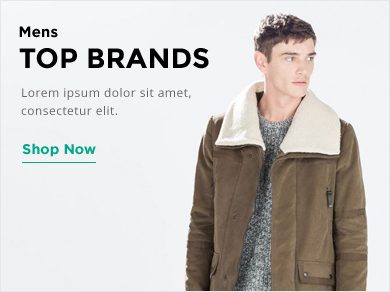 Mens
TOP BRANDS
Lorem ipsum dolor sit amet,
consectetur elit.
Shop Now